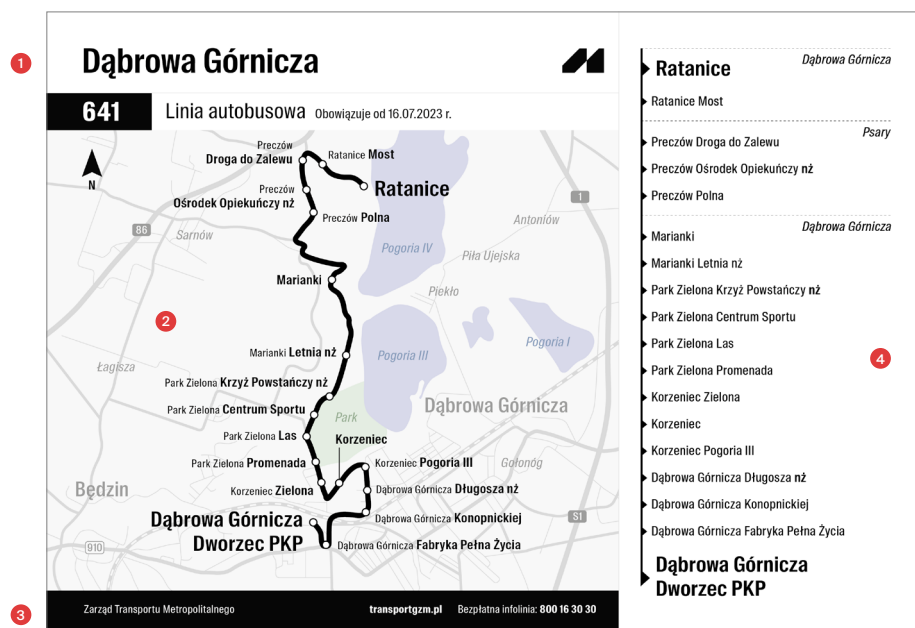 1
Dąbrowa Górnicza
641
Linia autobusowa Obowiązuje od 16.07.2023 r.
N
Preczów
Droga do Zalewu
Ratanice Most
Ratanice
Preczów
Ośrodek Opiekuńczy nż
Preczów Polna
1
86
Sarnów
Antoniów
Pogoria IV
Piła Ujejska
Marianki
Piekło
2
Marianki Letnia nż
Pogoria III
Pogoria I
Łagisza
Park Zielona Krzyż Powstańczy nż
Park Zielona Centrum Sportu
Park
Dąbrowa Górnicza
Park Zielona Las
Korzeniec
Park Zielona Promenada
Korzeniec Pogoria III
Gołonóg
Będzin
Korzeniec Zielona
Dąbrowa Górnicza Długosza nż
Dąbrowa Górnicza
Dworzec PKP
Dąbrowa Górnicza Konopnickiej
S1
910
Dąbrowa Górnicza Fabryka Pełna Życia
3
Zarząd Transportu Metropolitalnego
transportgzm.pl Bezpłatna infolinia: 800 16 30 30
Dąbrowa Górnicza
Ratanice
Ratanice Most
Psary
Preczów Droga do Zalewu
Preczów Ośrodek Opiekuńczy nż
Preczów Polna
Dąbrowa Górnicza
Marianki
Marianki Letnia nż
Park Zielona Krzyż Powstańczy nż
Park Zielona Centrum Sportu
Park Zielona Las
4
Park Zielona Promenada
Korzeniec Zielona
Korzeniec
Korzeniec Pogoria III
Dąbrowa Górnicza Długosza nż
Dąbrowa Górnicza Konopnickiej
Dąbrowa Górnicza Fabryka Pełna Życia
Dąbrowa Górnicza
Dworzec PKP